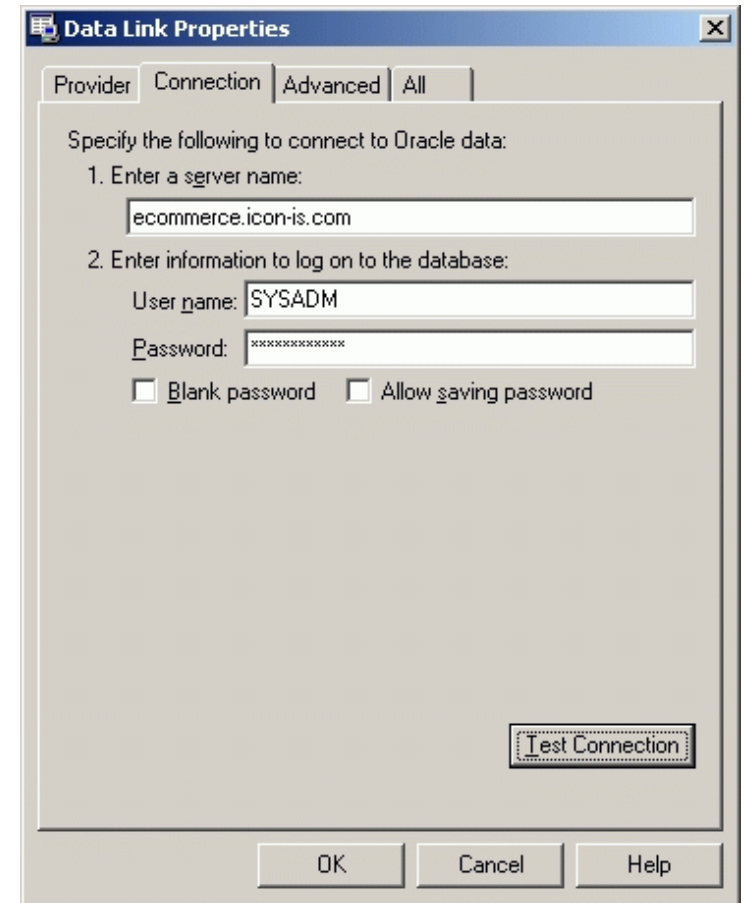 Data Link Properties
Provider Connection Advanced All
Specify the following to connect to Oracle data:
1. Enter a server name:
ecommerce.icon-is.com
2. Enter information to log on to the database:
User name: SYSADM
Password: ************
Blank password Allow saving password
Test Connection
OK Cancel Help